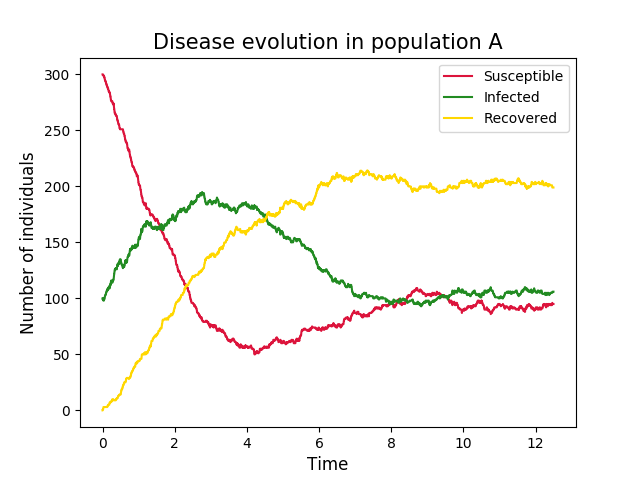 Disease evolution in population A
Susceptible
Infected
Recovered
Number of individuals
300
250
200
150
100
50
0
0 2 4 6 8 10 12
Time